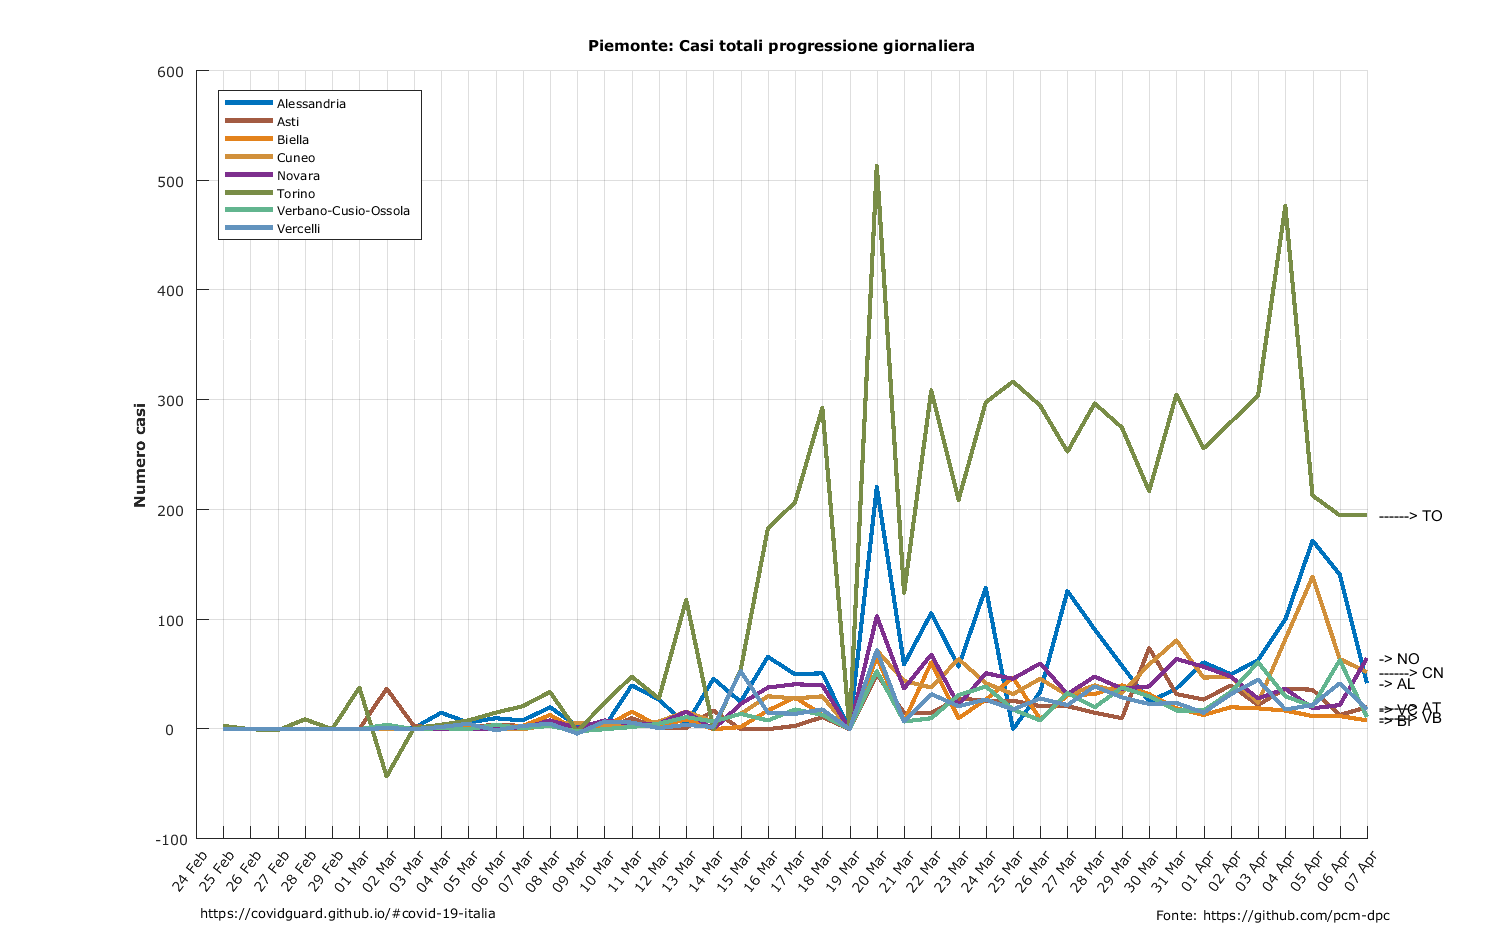 Piemonte: Casi totali progressione giornaliera
600
500
400
300
200
100
0
-100
Numero casi
Alessandria
Asti
Biella
Cuneo
Novara
Torino
Verbano-Cusio-Ossola
Vercelli
------> TO
-> NO
-----> CN
-> AL
AT
-> VC
VB
-> BI
24 Feb
25 Feb
26 Feb
27 Feb
28 Feb
29 Feb
01 Mar
02 Mar
03 Mar
04 Mar
05 Mar
06 Mar
07 Mar
08 Mar
09 Mar
10 Mar
11 Mar
12 Mar
13 Mar
14 Mar
15 Mar
16 Mar
17 Mar
18 Mar
19 Mar
20 Mar
21 Mar
22 Mar
23 Mar
24 Mar
25 Mar
26 Mar
27 Mar
28 Mar
29 Mar
30 Mar
31 Mar
01 Apr
02 Apr
03 Apr
04 Apr
05 Apr
06 Apr
07 Apr
https://covidguard.github.io/#covid-19-italia
Fonte: https://github.com/pcm-dpc